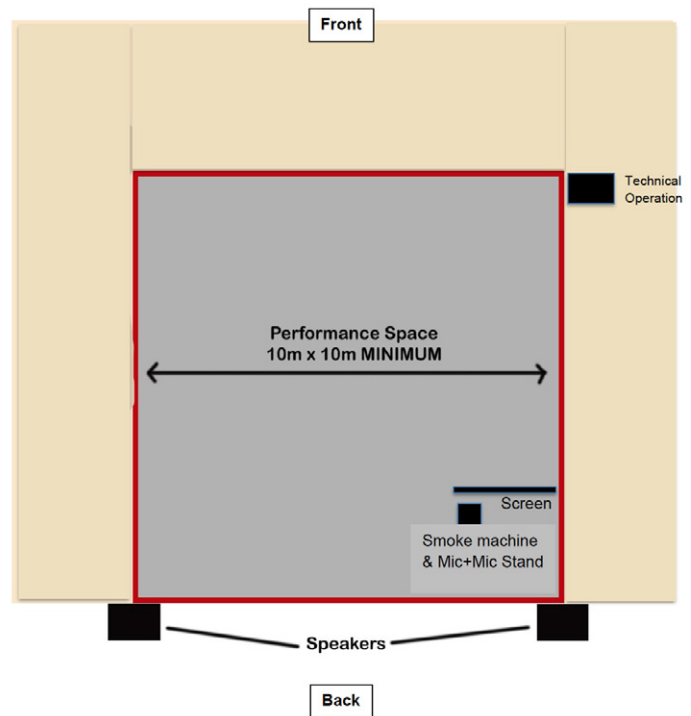 Front
Technical
Operation
Performance Space
10m x 10m MINIMUM
Screen
Smoke machine
& Mic+Mic Stand
Speakers
Back